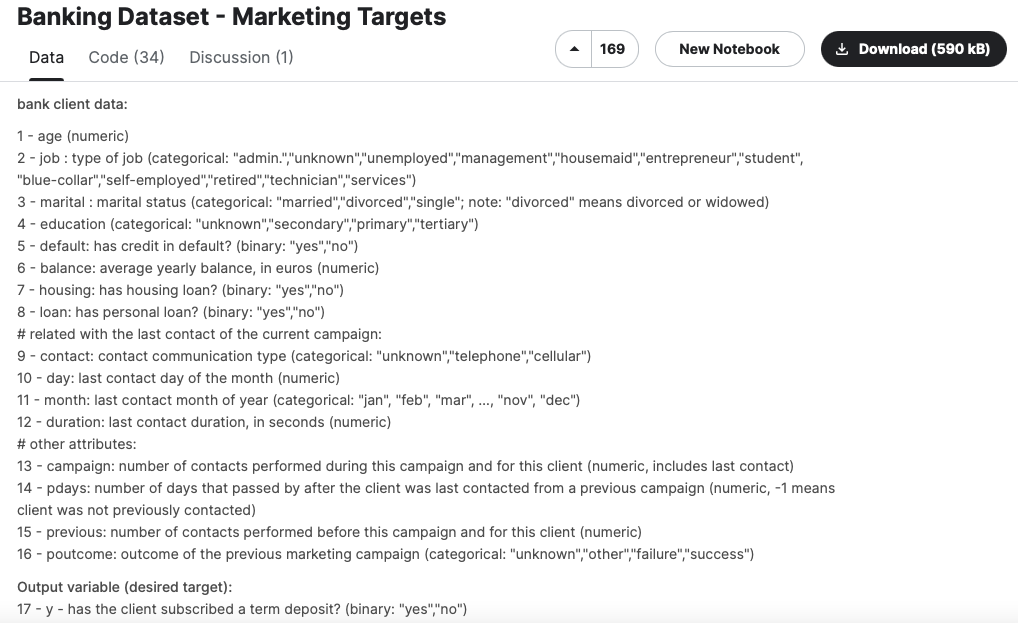 Banking Dataset - Marketing Targets
Data Code (34) Discussion (1)
169
New Notebook
Download (590 kB)
bank client data:
1 - age (numeric)
2 - job : type of job (categorical: "admin.","unknown","unemployed","management","housemaid","entrepreneur","student",
"blue-collar","self-employed","retired","technician","services")
3 - marital : marital status (categorical: "married","divorced","single"; note: "divorced" means divorced or widowed)
4 - education (categorical: "unknown","secondary","primary","tertiary")
5 - default: has credit in default? (binary: "yes","no")
6 - balance: average yearly balance, in euros (numeric)
7 - housing: has housing loan? (binary: "yes","no")
8 - loan: has personal loan? (binary: "yes","no")
# related with the last contact of the current campaign:
9 - contact: contact communication type (categorical: "unknown","telephone","cellular")
10 - day: last contact day of the month (numeric)
11 - month: last contact month of year (categorical: "jan", "feb", "mar", …, "nov", "dec")
12 - duration: last contact duration, in seconds (numeric)
# other attributes:
13 - campaign: number of contacts performed during this campaign and for this client (numeric, includes last contact)
14 - pdays: number of days that passed by after the client was last contacted from a previous campaign (numeric, -1 means
client was not previously contacted)
15 - previous: number of contacts performed before this campaign and for this client (numeric)
16 - poutcome: outcome of the previous marketing campaign (categorical: "unknown","other","failure","success")
Output variable (desired target):
17 - y - has the client subscribed a term deposit? (binary: "yes","no")